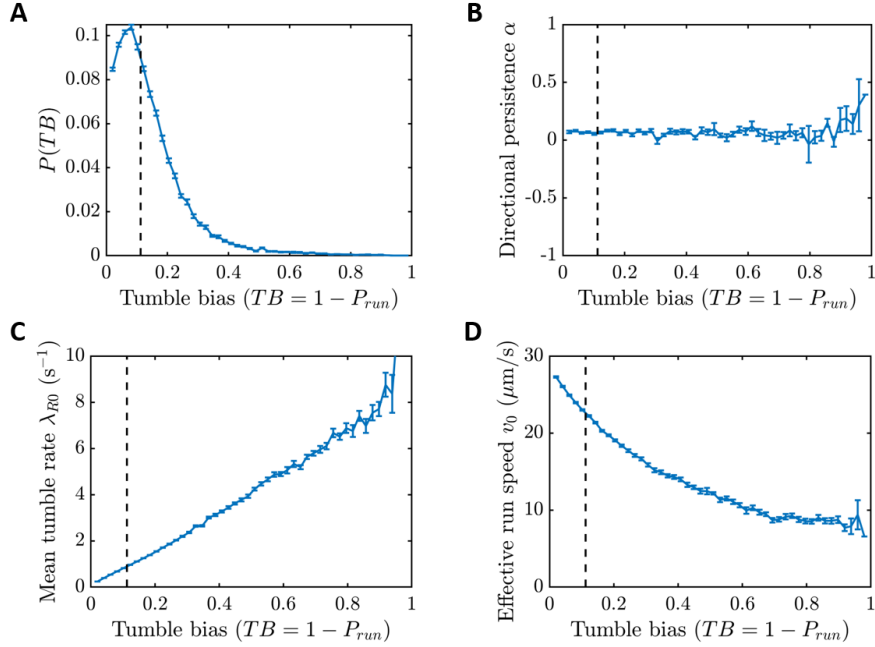 A
0.1
0.08
0.06
0.04
0.02
0
P(TB)
0 0.2 0.4 0.6 0.8 1
Tumble bias (TB = 1 − P_run)
B
1
0.5
0
-0.5
-1
Directional persistence α
0 0.2 0.4 0.6 0.8 1
Tumble bias (TB = 1 − P_run)
C
10
8
6
4
2
0
Mean tumble rate λ_R0 (s⁻¹)
0 0.2 0.4 0.6 0.8 1
Tumble bias (TB = 1 − P_run)
D
30
20
10
0
Effective run speed v₀ (μm/s)
0 0.2 0.4 0.6 0.8 1
Tumble bias (TB = 1 − P_run)